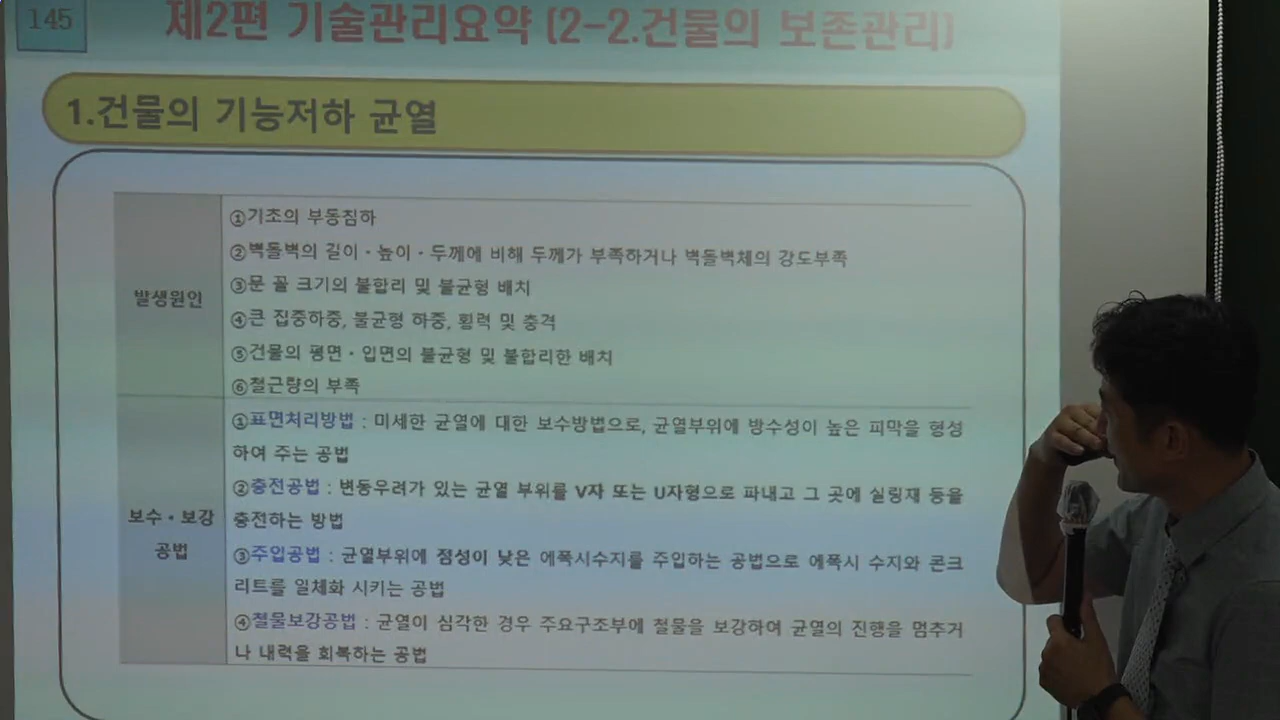 145
제2편 기술관리요약 (2-2.건물의 보존관리)
1.건물의 기능저하 균열
발생원인
①기초의 부동침하
②벽돌벽의 길이·높이·두께에 비해 두께가 부족하거나 벽돌벽체의 강도부족
③문 꼴 크기의 불합리 및 불균형 배치
④큰 집중하중, 불균형 하중, 횡력 및 충격
⑤건물의 평면·입면의 불균형 및 불합리한 배치
⑥철근량의 부족
보수·보강
공법
①표면처리방법 : 미세한 균열에 대한 보수방법으로, 균열부위에 방수성이 높은 피막을 형성
하여 주는 공법
②충전공법 : 변동우려가 있는 균열 부위를 V자 또는 U자형으로 파내고 그 곳에 실링재 등을
충전하는 방법
③주입공법 : 균열부위에 점성이 낮은 에폭시수지를 주입하는 공법으로 에폭시 수지와 콘크
리트를 일체화 시키는 공법
④철물보강공법 : 균열이 심각한 경우 주요구조부에 철물을 보강하여 균열의 진행을 멈추거
나 내력을 회복하는 공법